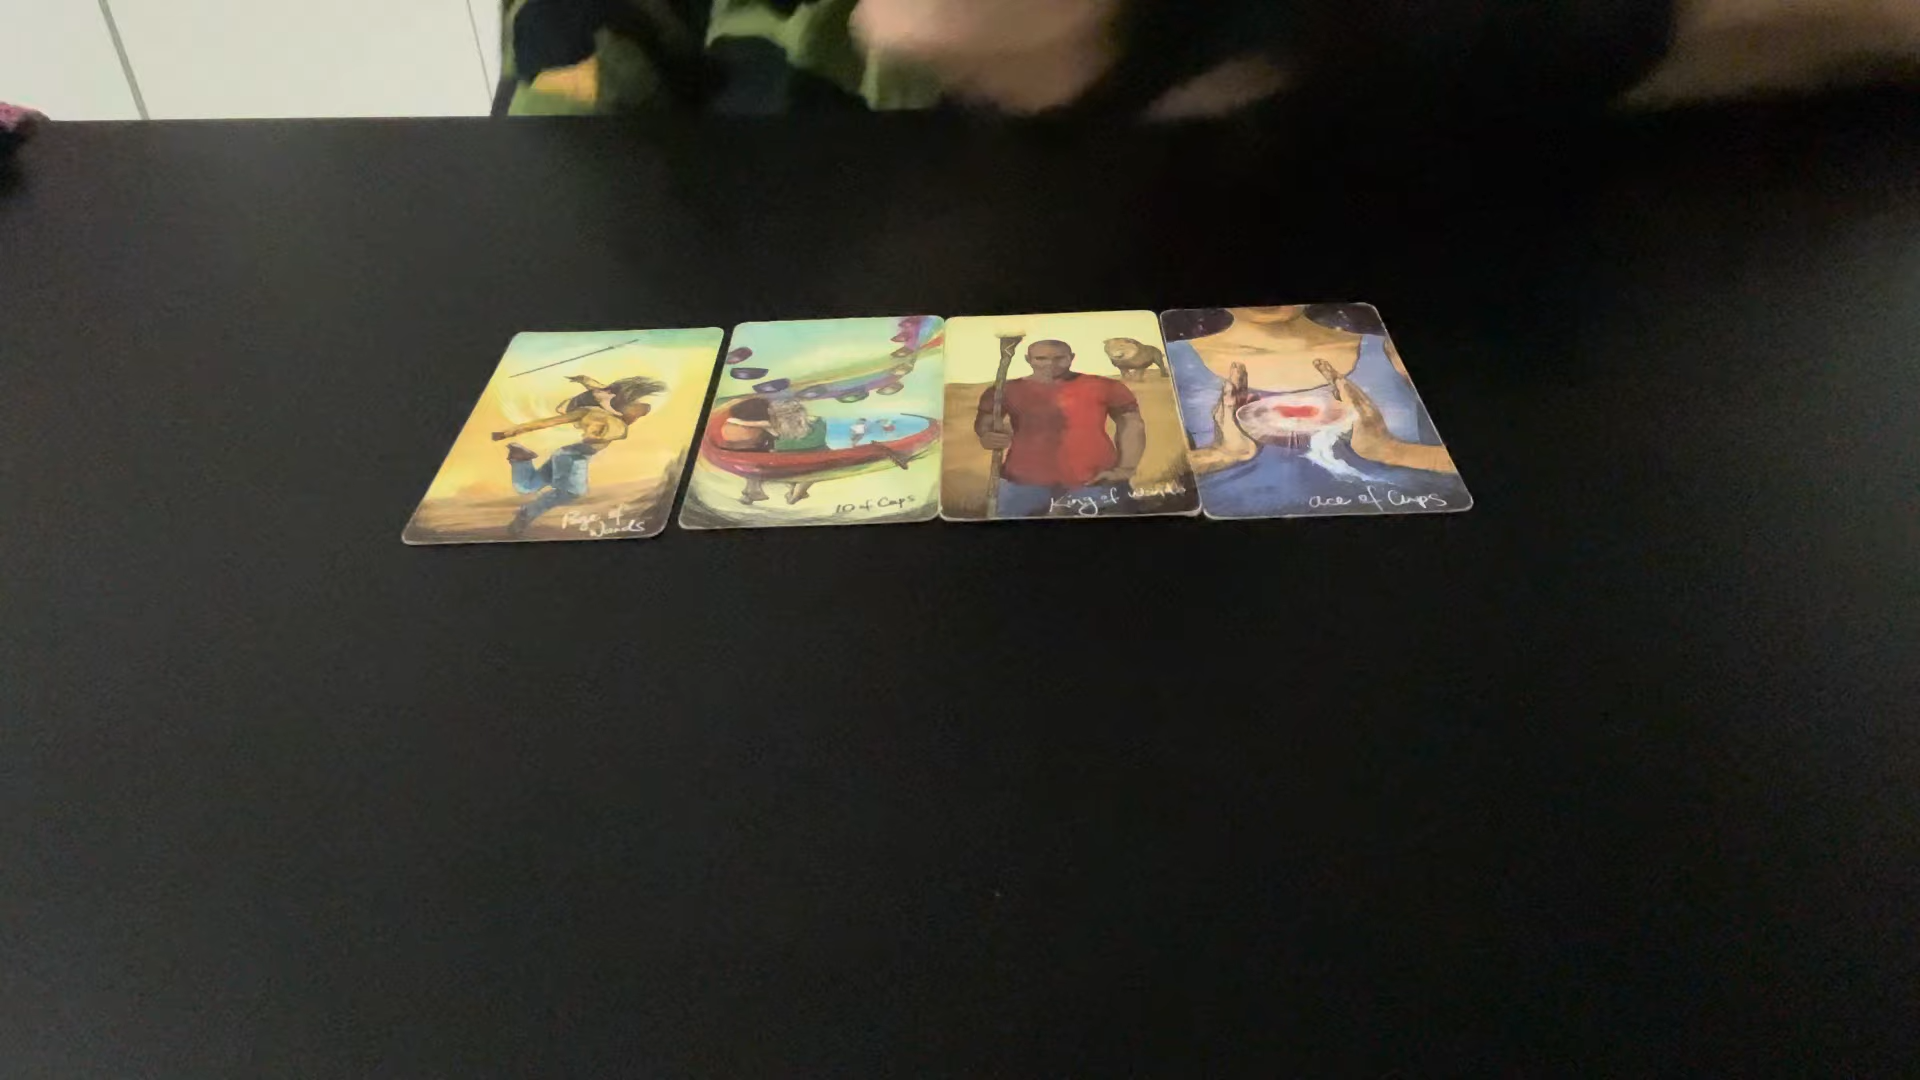 Page of
Wands
10 of Cups
King of Wands
ace of Cups